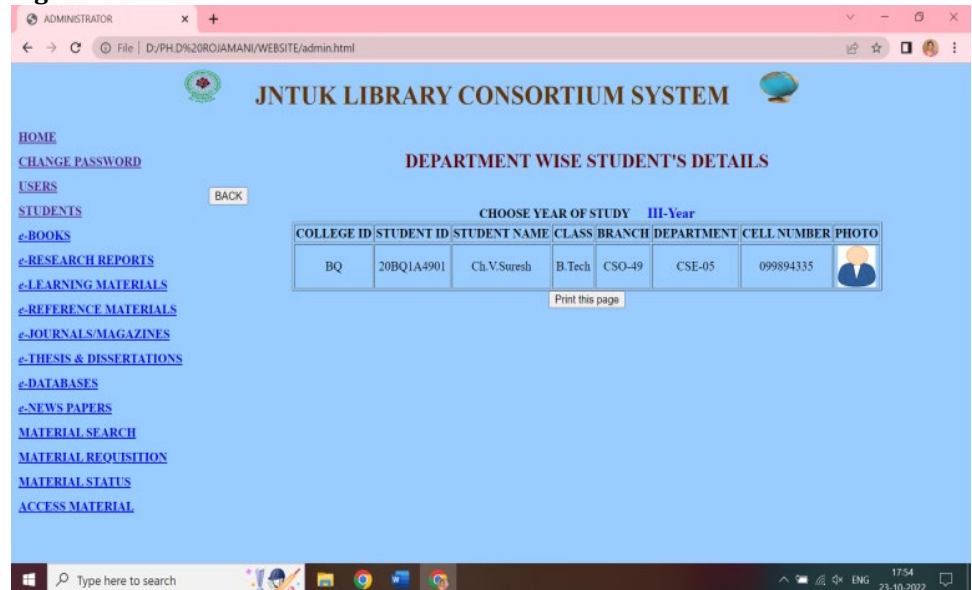 ADMINISTRATOR
File | D:/PH.D%20ROJAMANI/WEBSITE/admin.html
JNTUK LIBRARY CONSORTIUM SYSTEM
HOME
CHANGE PASSWORD
USERS
STUDENTS
e-BOOKS
e-RESEARCH REPORTS
e-LEARNING MATERIALS
e-REFERENCE MATERIALS
e-JOURNALS/MAGAZINES
e-THESIS & DISSERTATIONS
e-DATABASES
e-NEWS PAPERS
MATERIAL SEARCH
MATERIAL REQUISITION
MATERIAL STATUS
ACCESS MATERIAL
DEPARTMENT WISE STUDENT'S DETAILS
BACK
CHOOSE YEAR OF STUDY III-Year
COLLEGE ID STUDENT ID STUDENT NAME CLASS BRANCH DEPARTMENT CELL NUMBER PHOTO
BQ 20BQ1A4901 Ch.V.Suresh B.Tech CSO-49 CSE-05 099894335
Print this page
Type here to search
ENG
17:54
23-10-2022